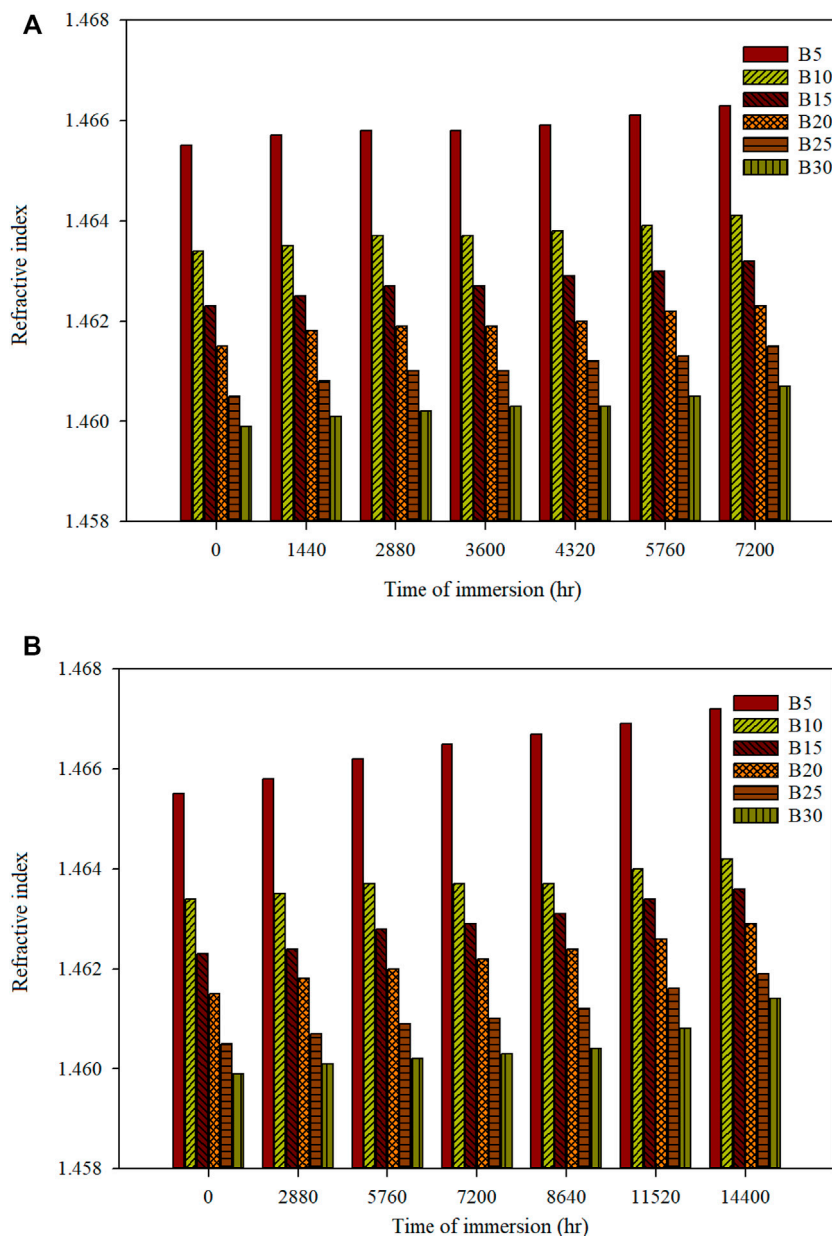 A
1.468
1.466
1.464
1.462
1.460
1.458
Refractive index
B5
B10
B15
B20
B25
B30
0 1440 2880 3600 4320 5760 7200
Time of immersion (hr)
B
1.468
1.466
1.464
1.462
1.460
1.458
Refractive index
B5
B10
B15
B20
B25
B30
0 2880 5760 7200 8640 11520 14400
Time of immersion (hr)